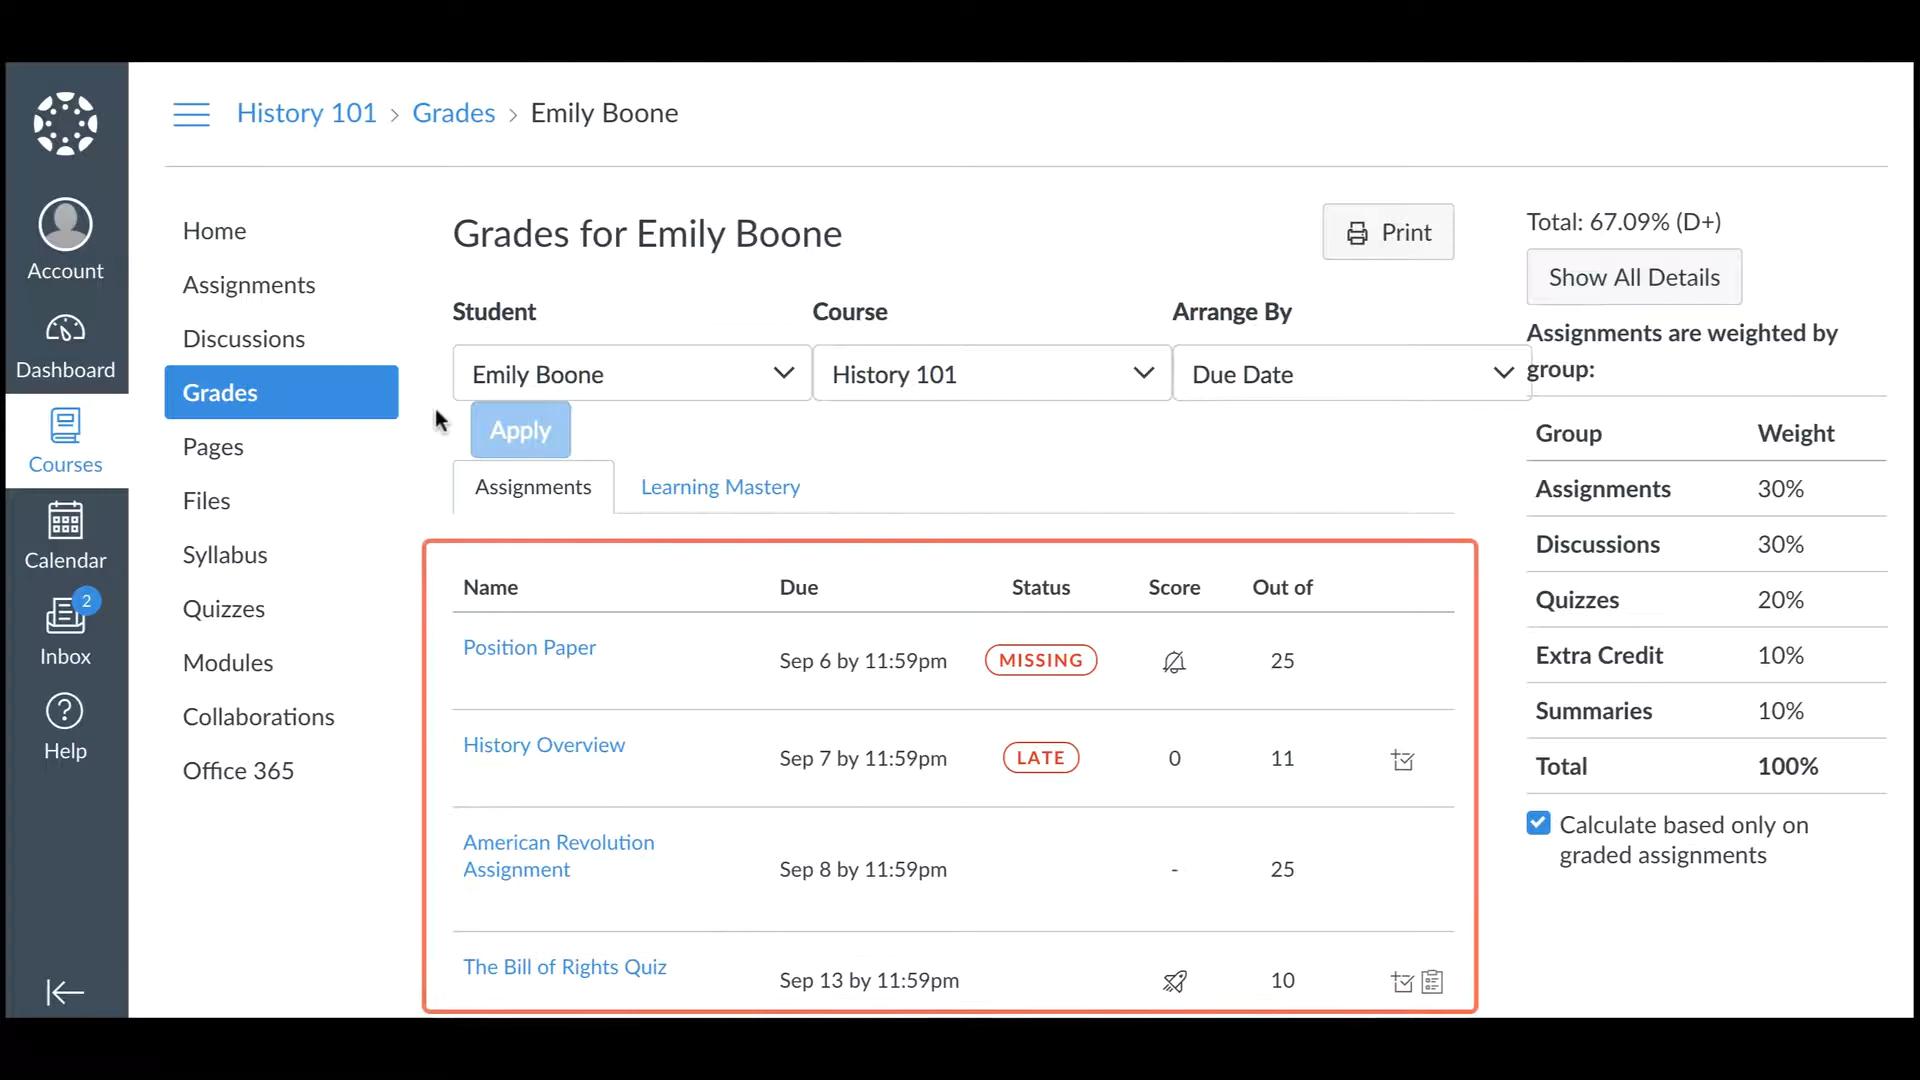 History 101 > Grades > Emily Boone
Account
Dashboard
Courses
Calendar
2
Inbox
Help
Home
Assignments
Discussions
Grades
Pages
Files
Syllabus
Quizzes
Modules
Collaborations
Office 365
Grades for Emily Boone
Print
Student Course Arrange By
Emily Boone History 101 Due Date
Apply
Assignments Learning Mastery
Name Due Status Score Out of
Position Paper Sep 6 by 11:59pm MISSING 25
History Overview Sep 7 by 11:59pm LATE 0 11
American Revolution
Assignment Sep 8 by 11:59pm - 25
The Bill of Rights Quiz Sep 13 by 11:59pm 10
Total: 67.09% (D+)
Show All Details
Assignments are weighted by
group:
Group Weight
Assignments 30%
Discussions 30%
Quizzes 20%
Extra Credit 10%
Summaries 10%
Total 100%
Calculate based only on
graded assignments